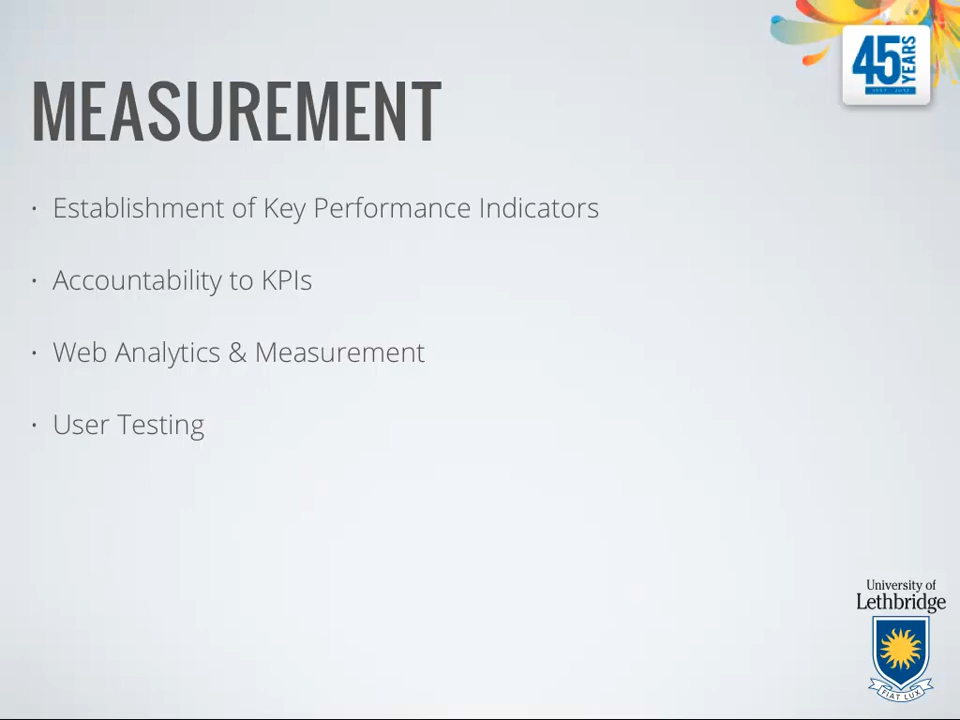 45
YEARS
MEASUREMENT
• Establishment of Key Performance Indicators
• Accountability to KPIs
• Web Analytics & Measurement
• User Testing
University of
Lethbridge
FIAT LUX